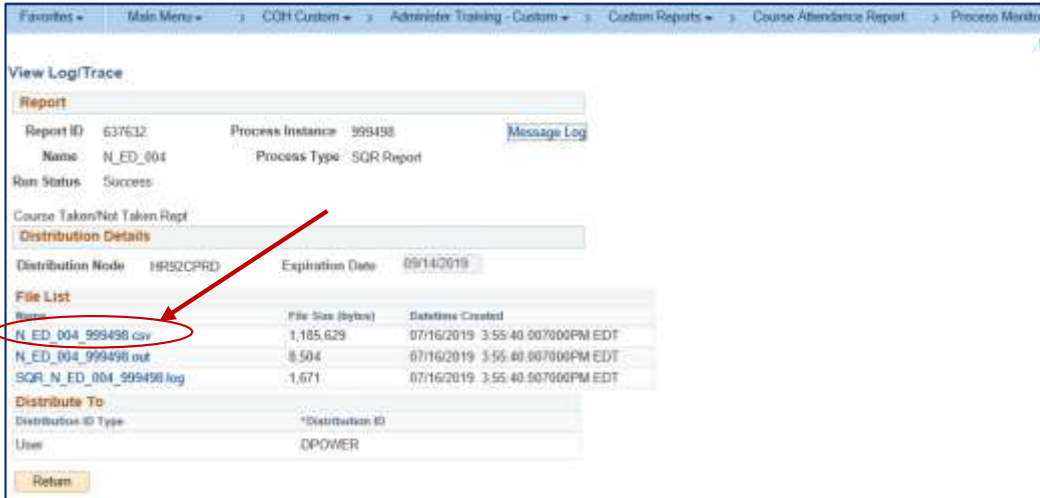 Favorites Main Menu COH Custom Administer Training - Custom Custom Reports Course Attendance Report Process Monito
View Log/Trace
Report
Report ID 637632 Process Instance 999498 Message Log
Name N_ED_004 Process Type SQR Report
Run Status Success
Course Taken/Not Taken Rept
Distribution Details
Distribution Node HR92CPRD Expiration Date 09/14/2019
File List
Name File Size (bytes) Datetime Created
N_ED_004_999498.csv 1,185,629 07/16/2019 3:55:40.007000PM EDT
N_ED_004_999498.out 8,504 07/16/2019 3:55:40.007000PM EDT
SQR_N_ED_004_999498.log 1,671 07/16/2019 3:55:40.007000PM EDT
Distribute To
Distribution ID Type *Distribution ID
User DPOWER
Return